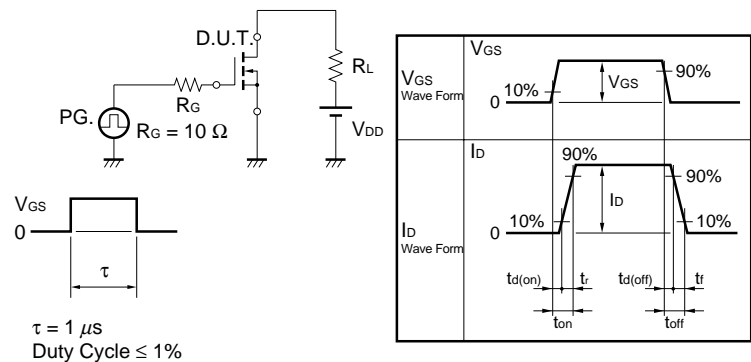 D.U.T.
RL
RG
PG.
RG = 10 Ω
VDD
VGS
0
τ
τ = 1 μs
Duty Cycle ≤ 1%
VGS
Wave Form
VGS
10%
0
VGS
90%
ID
Wave Form
ID
90%
90%
10%
0
ID
10%
td(on)
tr
td(off)
tf
ton
toff